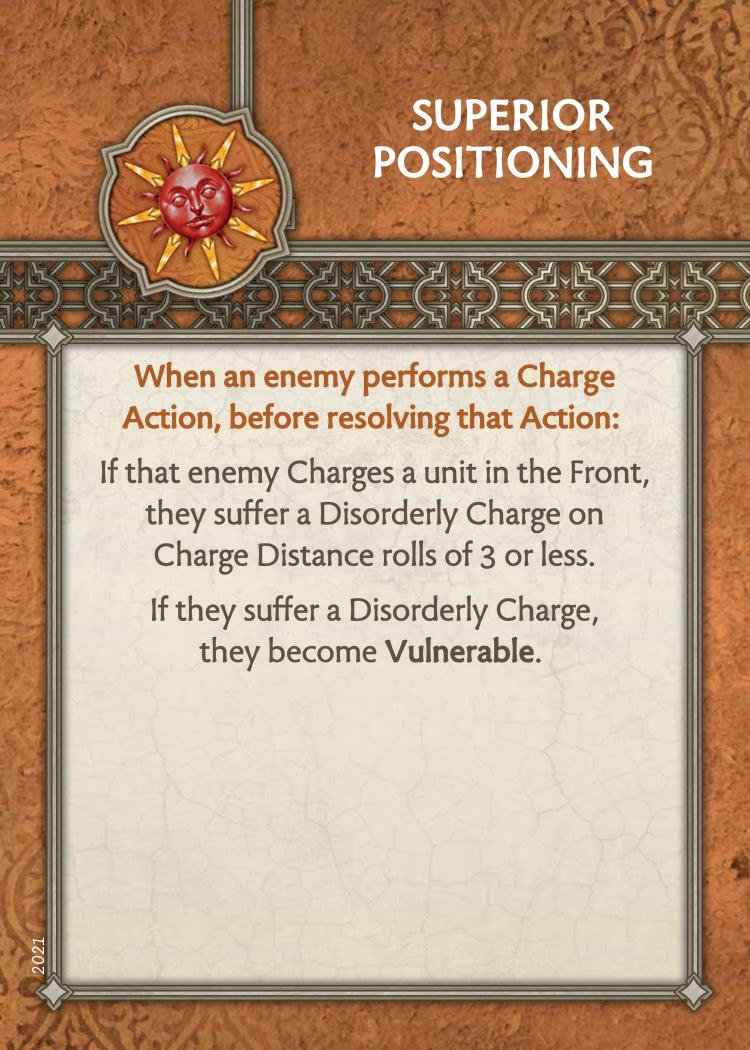 SUPERIOR
POSITIONING
When an enemy performs a Charge
Action, before resolving that Action:
If that enemy Charges a unit in the Front,
they suffer a Disorderly Charge on
Charge Distance rolls of 3 or less.
If they suffer a Disorderly Charge,
they become Vulnerable.
2021